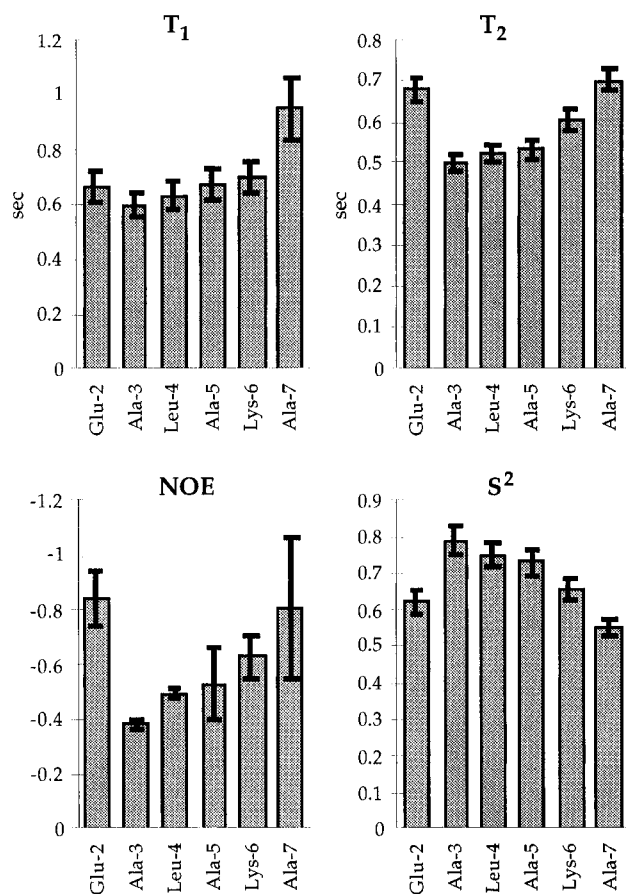 T1
1.2
1
0.8
sec
0.6
0.4
0.2
0
Glu-2
Ala-3
Leu-4
Ala-5
Lys-6
Ala-7
T2
0.8
0.7
0.6
sec
0.5
0.4
0.3
0.2
0.1
0
Glu-2
Ala-3
Leu-4
Ala-5
Lys-6
Ala-7
NOE
-1.2
-1
-0.8
-0.6
-0.4
-0.2
0
Glu-2
Ala-3
Leu-4
Ala-5
Lys-6
Ala-7
S²
0.9
0.8
0.7
0.6
0.5
0.4
0.3
0.2
0.1
0
Glu-2
Ala-3
Leu-4
Ala-5
Lys-6
Ala-7